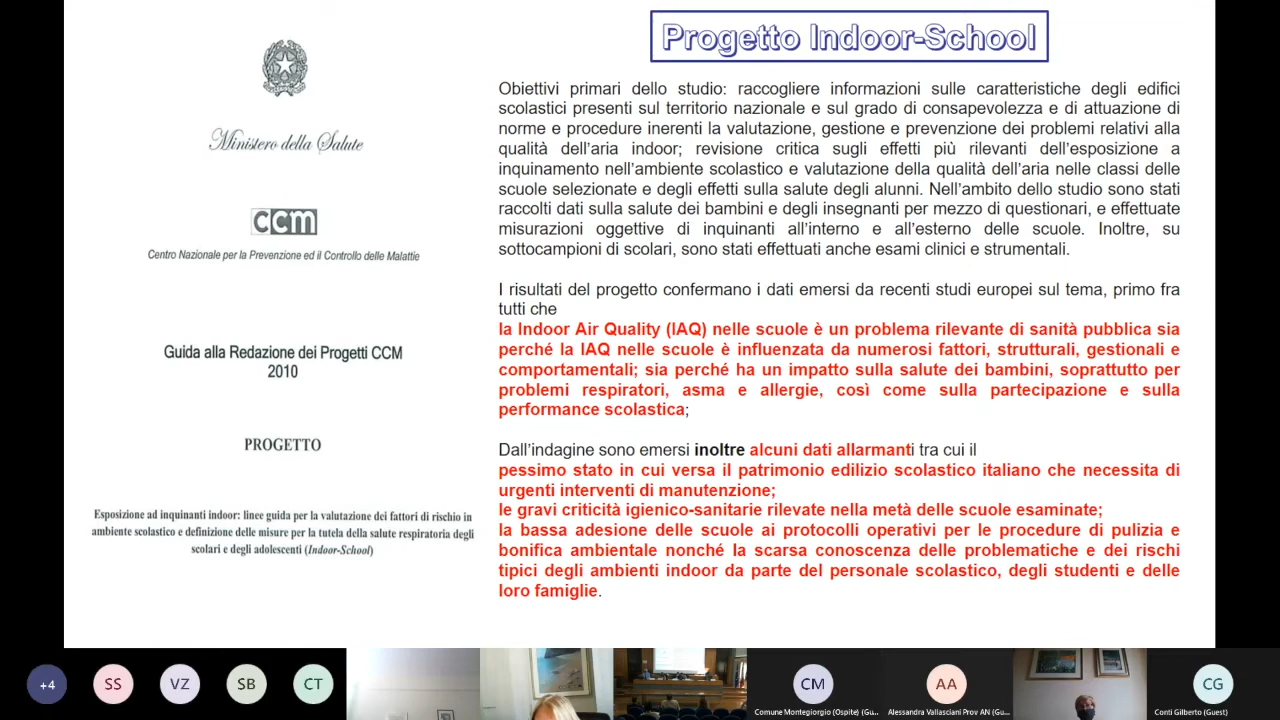 Ministero della Salute
ccm
Centro Nazionale per la Prevenzione ed il Controllo delle Malattie
Guida alla Redazione dei Progetti CCM
2010
PROGETTO
Esposizione ad inquinanti indoor: linee guida per la valutazione dei fattori di rischio in
ambiente scolastico e definizione delle misure per la tutela della salute respiratoria degli
scolari e degli adolescenti (Indoor-School)
Progetto Indoor-School
Obiettivi primari dello studio: raccogliere informazioni sulle caratteristiche degli edifici
scolastici presenti sul territorio nazionale e sul grado di consapevolezza e di attuazione di
norme e procedure inerenti la valutazione, gestione e prevenzione dei problemi relativi alla
qualità dell'aria indoor; revisione critica sugli effetti più rilevanti dell'esposizione a
inquinamento nell'ambiente scolastico e valutazione della qualità dell'aria nelle classi delle
scuole selezionate e degli effetti sulla salute degli alunni. Nell'ambito dello studio sono stati
raccolti dati sulla salute dei bambini e degli insegnanti per mezzo di questionari, e effettuate
misurazioni oggettive di inquinanti all'interno e all'esterno delle scuole. Inoltre, su
sottocampioni di scolari, sono stati effettuati anche esami clinici e strumentali.
I risultati del progetto confermano i dati emersi da recenti studi europei sul tema, primo fra
tutti che
la Indoor Air Quality (IAQ) nelle scuole è un problema rilevante di sanità pubblica sia
perché la IAQ nelle scuole è influenzata da numerosi fattori, strutturali, gestionali e
comportamentali; sia perché ha un impatto sulla salute dei bambini, soprattutto per
problemi respiratori, asma e allergie, così come sulla partecipazione e sulla
performance scolastica;
Dall'indagine sono emersi inoltre alcuni dati allarmanti tra cui il
pessimo stato in cui versa il patrimonio edilizio scolastico italiano che necessita di
urgenti interventi di manutenzione;
le gravi criticità igienico-sanitarie rilevate nella metà delle scuole esaminate;
la bassa adesione delle scuole ai protocolli operativi per le procedure di pulizia e
bonifica ambientale nonché la scarsa conoscenza delle problematiche e dei rischi
tipici degli ambienti indoor da parte del personale scolastico, degli studenti e delle
loro famiglie.
+4
SS
VZ
SB
CT
CM
Comune Montegiorgio (Ospite) (Gu...
AA
Alessandra Vallasciani Prov AN (Gu...
CG
Conti Gilberto (Guest)